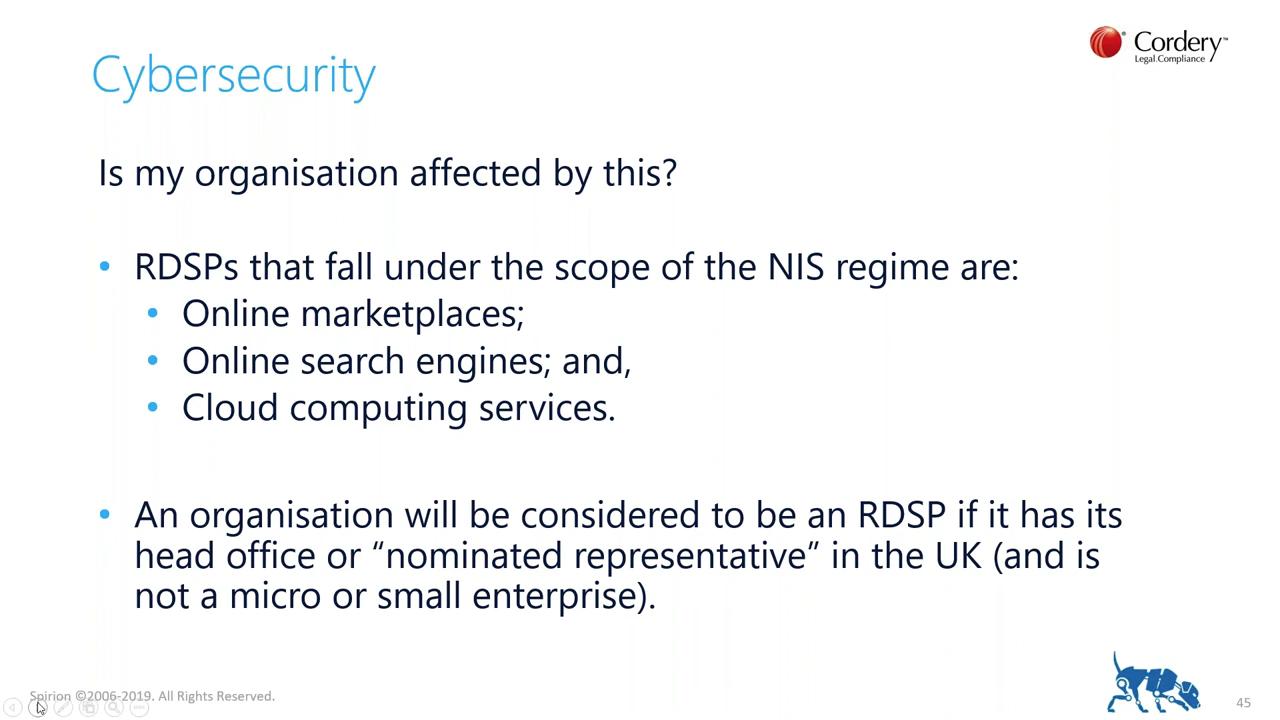 Cybersecurity
Cordery™
Legal.Compliance
Is my organisation affected by this?
• RDSPs that fall under the scope of the NIS regime are:
• Online marketplaces;
• Online search engines; and,
• Cloud computing services.
• An organisation will be considered to be an RDSP if it has its
head office or “nominated representative” in the UK (and is
not a micro or small enterprise).
Spirion ©2006-2019. All Rights Reserved.
45